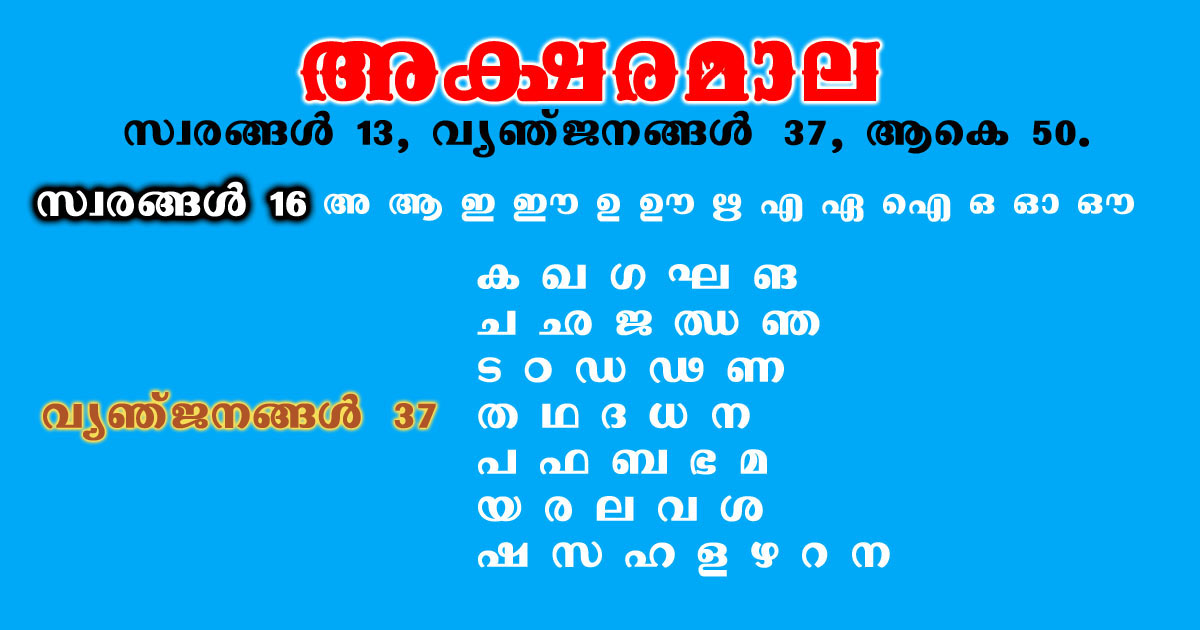 അക്ഷരമാല
സ്വരങ്ങൾ 13, വ്യഞ്ജനങ്ങൾ 37, ആകെ 50.
സ്വരങ്ങൾ 16 അ ആ ഇ ഈ ഉ ഊ ഋ എ ഏ ഐ ഒ ഓ ഔ
ക ഖ ഗ ഘ ങ
ച ഛ ജ ഝ ഞ
ട ഠ ഡ ഢ ണ
വ്യഞ്ജനങ്ങൾ 37 ത ഥ ദ ധ ന
പ ഫ ബ ഭ മ
യ ര ല വ ശ
ഷ സ ഹ ള ഴ റ ന